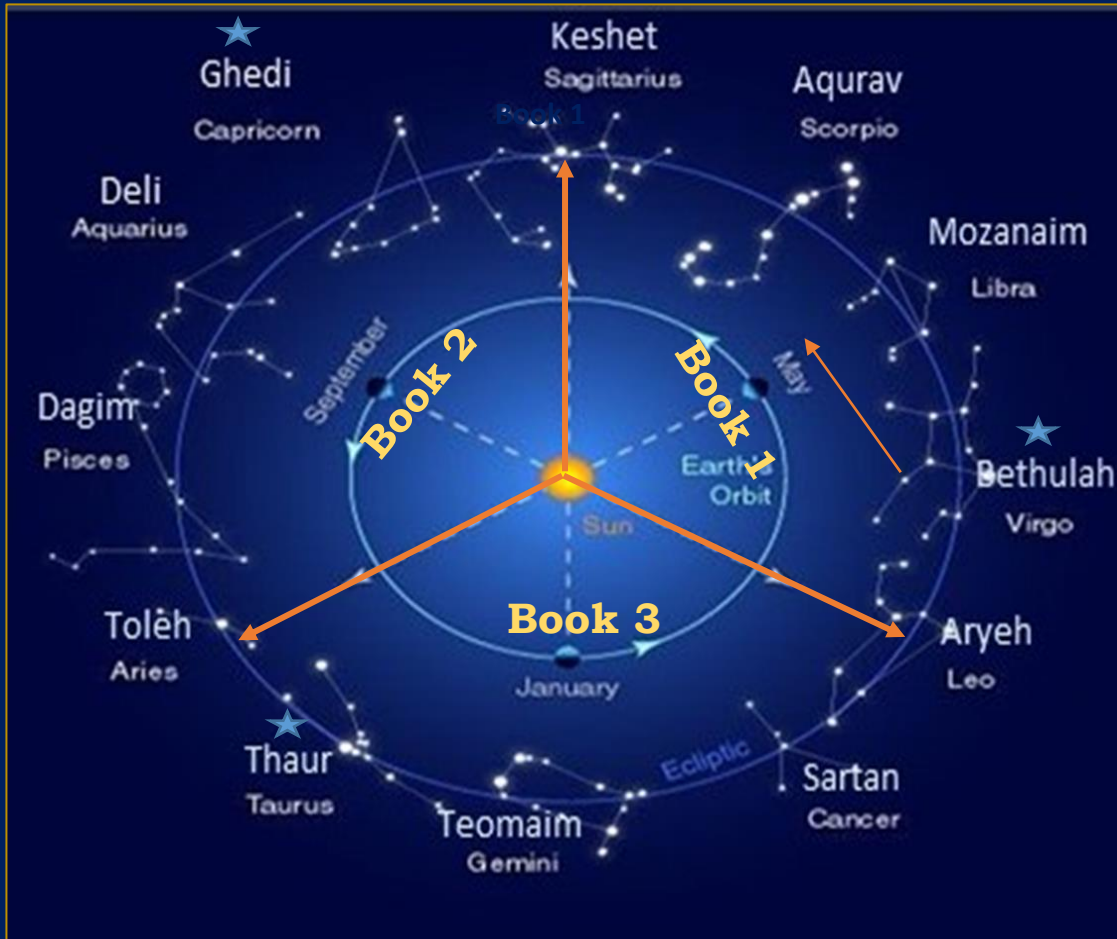 Keshet
Sagittarius
Ghedi
Capricorn
Aqurav
Scorpio
Book 1
Deli
Aquarius
Mozanaim
Libra
September
Book 2
Book 1
May
Dagim
Pisces
Earth's
Orbit
Bethulah
Virgo
Sun
Book 3
Toleh
Aries
Aryeh
Leo
January
Ecliptic
Thaur
Taurus
Sartan
Cancer
Teomaim
Gemini